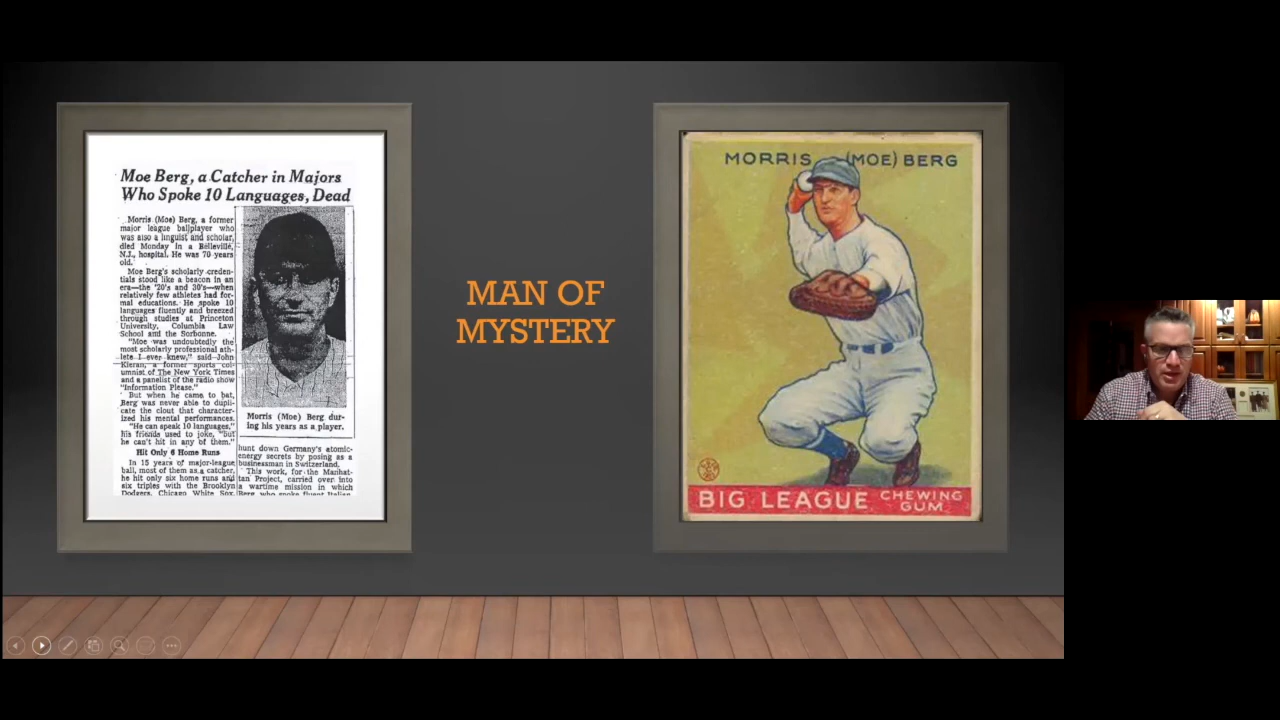 Moe Berg, a Catcher in Majors
Who Spoke 10 Languages, Dead
Morris (Moe) Berg, a former
major league ballplayer who
was also a linguist and scholar,
died Monday in a Belleville,
N.J., hospital. He was 70 years
old.
Moe Berg's scholarly creden-
tials stood like a beacon in an
era—the '20's and 30's—when
relatively few athletes had for-
mal educations. He spoke 10
languages fluently and breezed
through studies at Princeton
University, Columbia Law
School and the Sorbonne.
"Moe was undoubtedly the
most scholarly professional ath-
lete I ever knew," said John
Kieran, a former sports col-
umnist of The New York Times
and a panelist of the radio show
"Information Please."
But when he came to bat,
Berg was never able to dupli-
cate the clout that character-
ized his mental performances.
"He can speak 10 languages,"
his friends used to joke, "but
he can't hit in any of them."
Hit Only 6 Home Runs
In 15 years of major-league
ball, most of them as a catcher,
he hit only six home runs and
six triples with the Brooklyn
Dodgers, Chicago White Sox,
Morris (Moe) Berg dur-
ing his years as a player.
hunt down Germany's atomic-
energy secrets by posing as a
businessman in Switzerland.
This work, for the Manhat-
tan Project, carried over into
a wartime mission in which
Berg, who spoke fluent Italian,
MAN OF
MYSTERY
MORRIS (MOE) BERG
BIG LEAGUE CHEWING
GUM